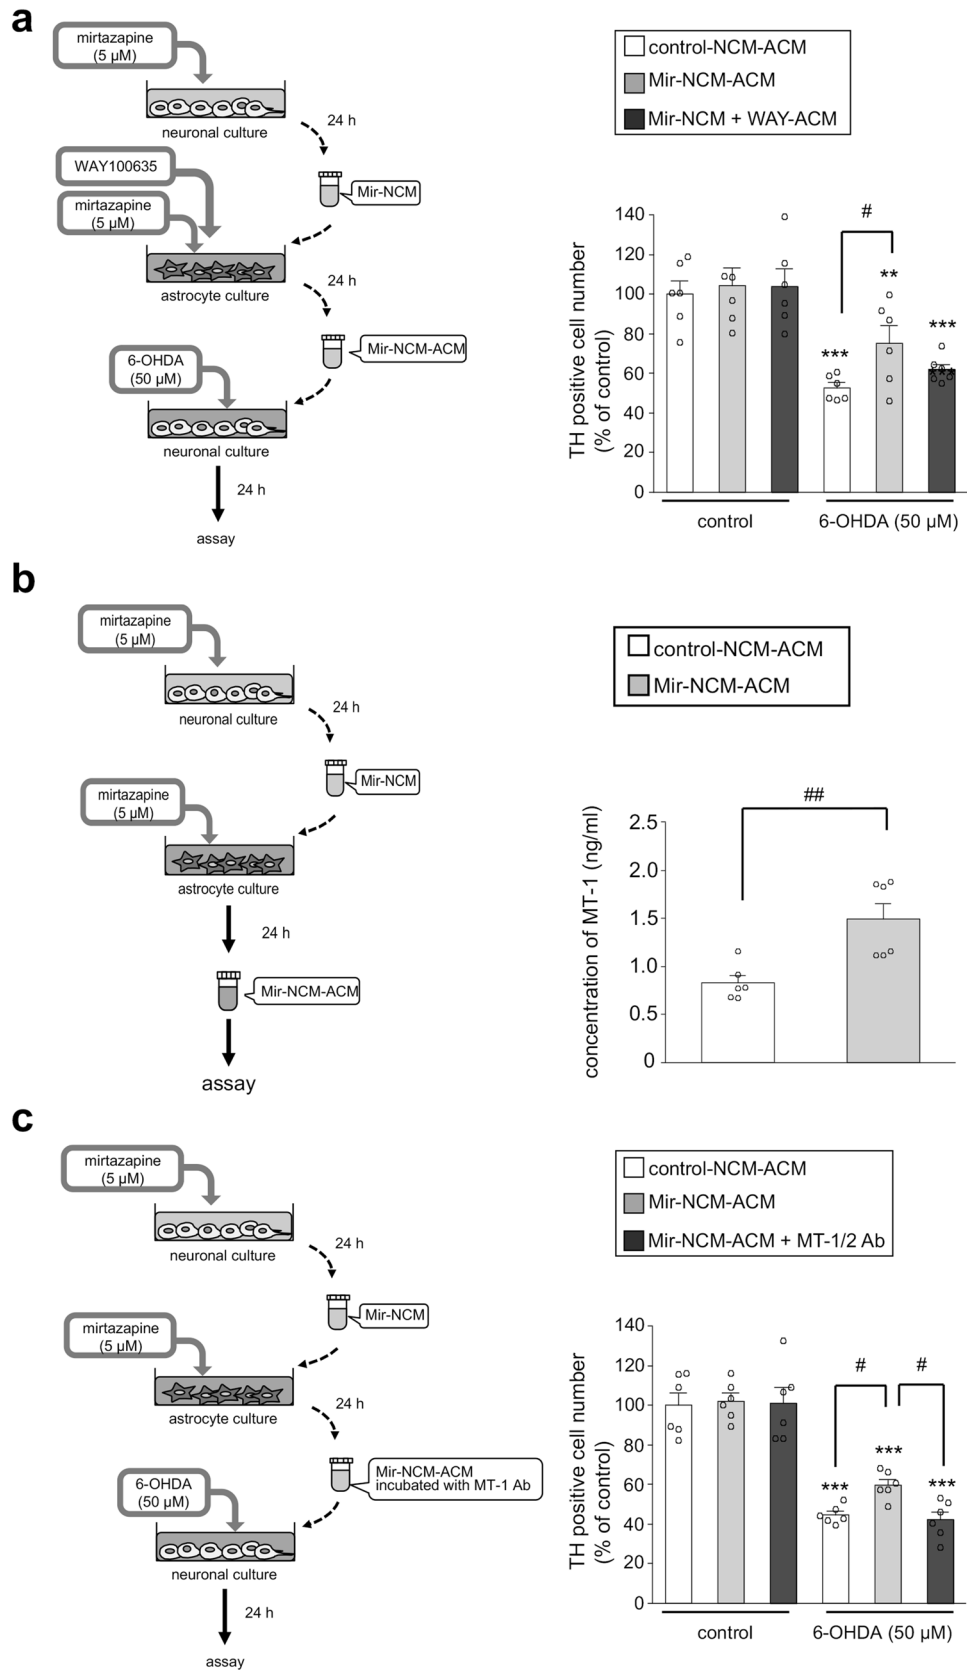 a
mirtazapine
(5 µM)
neuronal culture
24 h
WAY100635
Mir-NCM
mirtazapine
(5 µM)
astrocyte culture
24 h
Mir-NCM-ACM
6-OHDA
(50 µM)
neuronal culture
24 h
assay
control-NCM-ACM
Mir-NCM-ACM
Mir-NCM + WAY-ACM
TH positive cell number
(% of control)
140
120
100
80
60
40
20
0
#
***
**
***
***
control
6-OHDA (50 µM)
b
mirtazapine
(5 µM)
neuronal culture
24 h
Mir-NCM
mirtazapine
(5 µM)
astrocyte culture
24 h
Mir-NCM-ACM
assay
control-NCM-ACM
Mir-NCM-ACM
concentration of MT-1 (ng/ml)
2.5
2.0
1.5
1.0
0.5
0
##
c
mirtazapine
(5 µM)
neuronal culture
24 h
Mir-NCM
mirtazapine
(5 µM)
astrocyte culture
24 h
Mir-NCM-ACM
incubated with MT-1 Ab
6-OHDA
(50 µM)
neuronal culture
24 h
assay
control-NCM-ACM
Mir-NCM-ACM
Mir-NCM-ACM + MT-1/2 Ab
TH positive cell number
(% of control)
140
120
100
80
60
40
20
0
#
#
***
***
***
control
6-OHDA (50 µM)